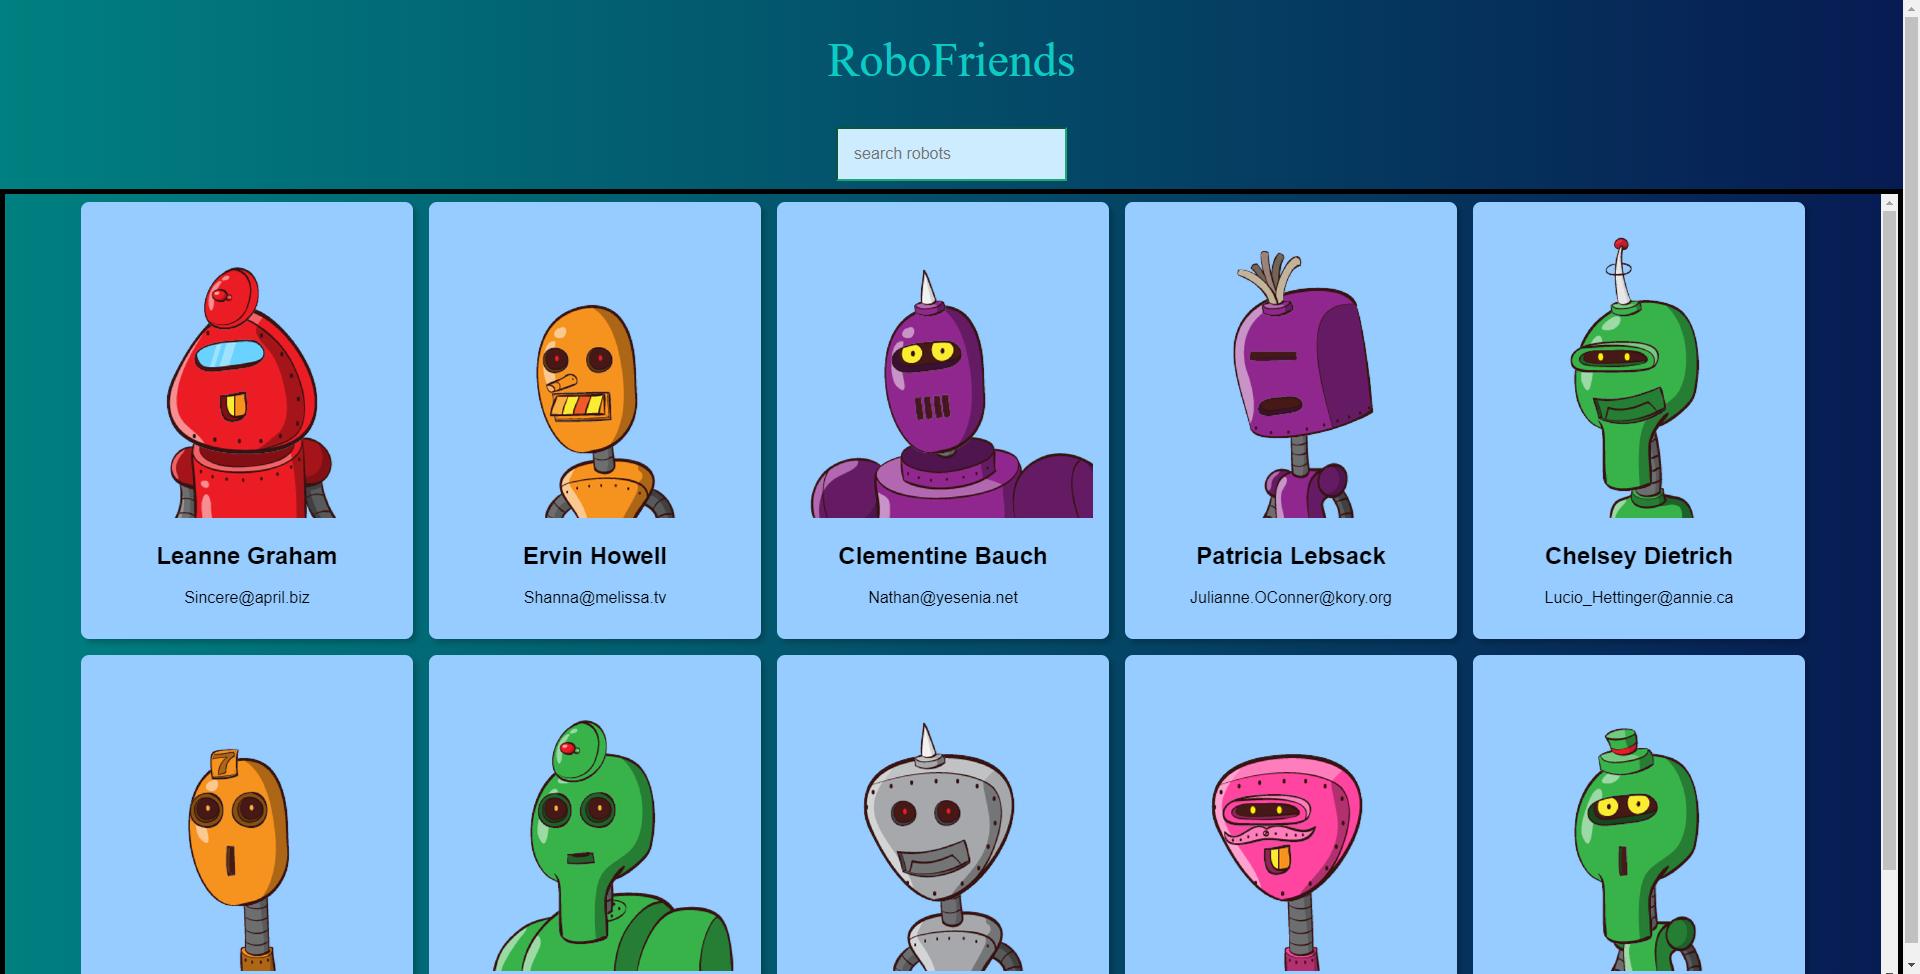 RoboFriends
search robots
Leanne Graham
Sincere@april.biz
Ervin Howell
Shanna@melissa.tv
Clementine Bauch
Nathan@yesenia.net
Patricia Lebsack
Julianne.OConner@kory.org
Chelsey Dietrich
Lucio_Hettinger@annie.ca
7